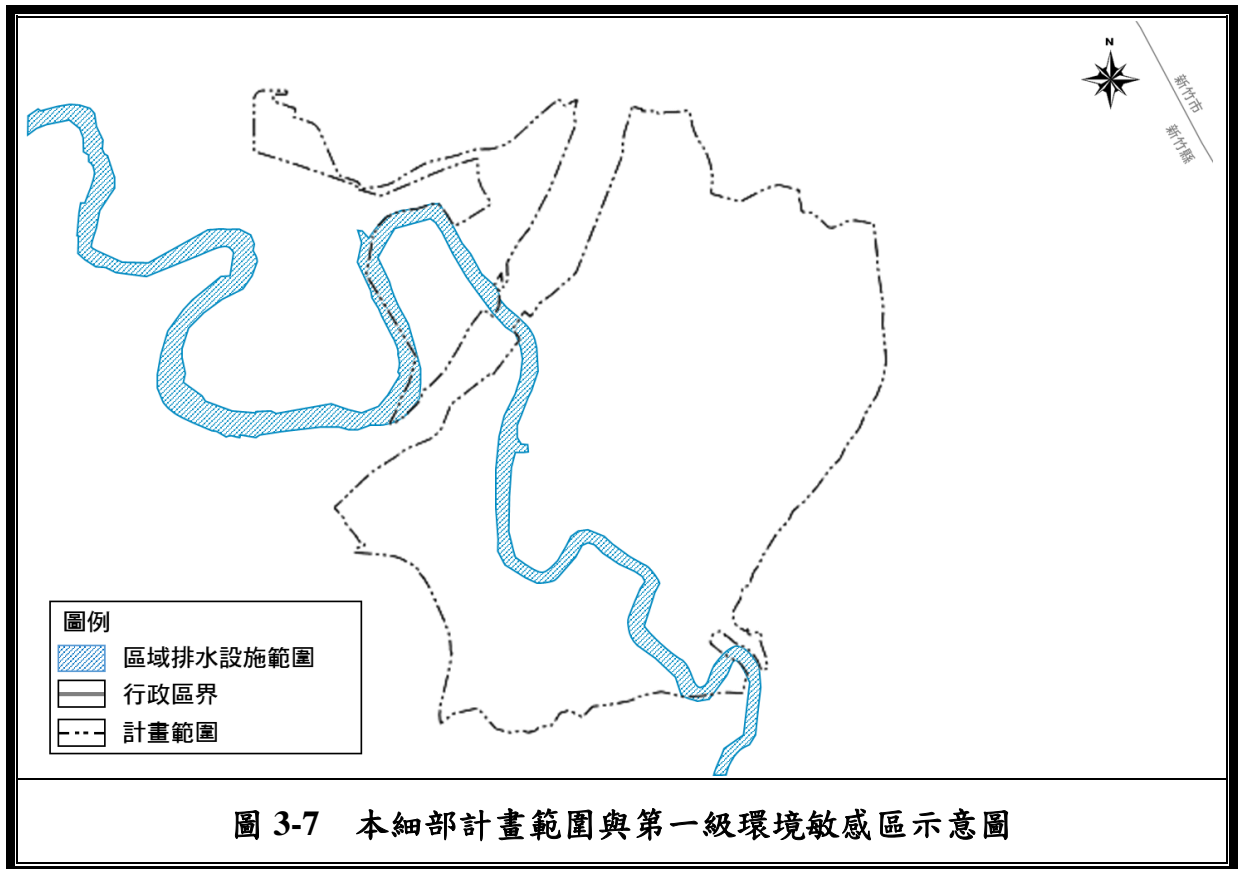 N
新竹市
新竹縣
圖例
區域排水設施範圍
行政區界
計畫範圍
圖 3-7 本細部計畫範圍與第一級環境敏感區示意圖